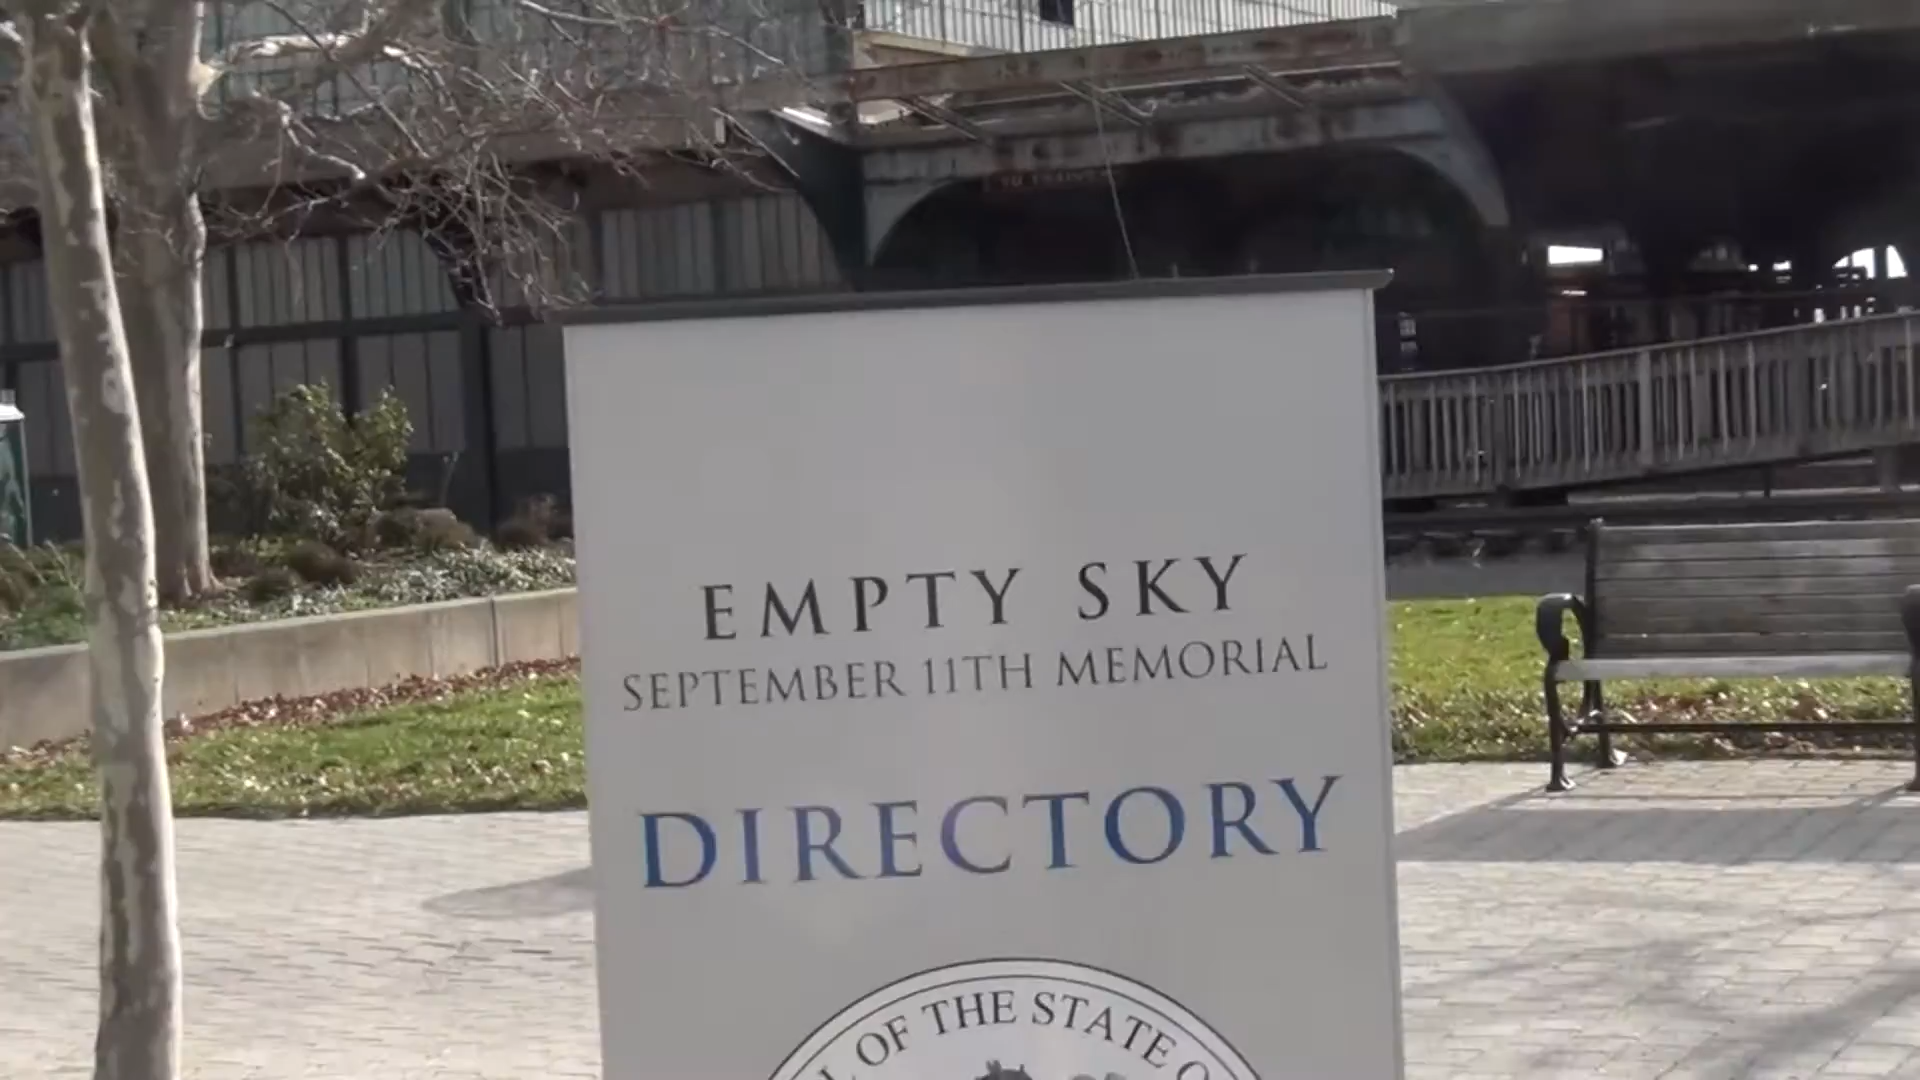 EMPTY SKY
SEPTEMBER 11TH MEMORIAL
DIRECTORY
OF THE STATE